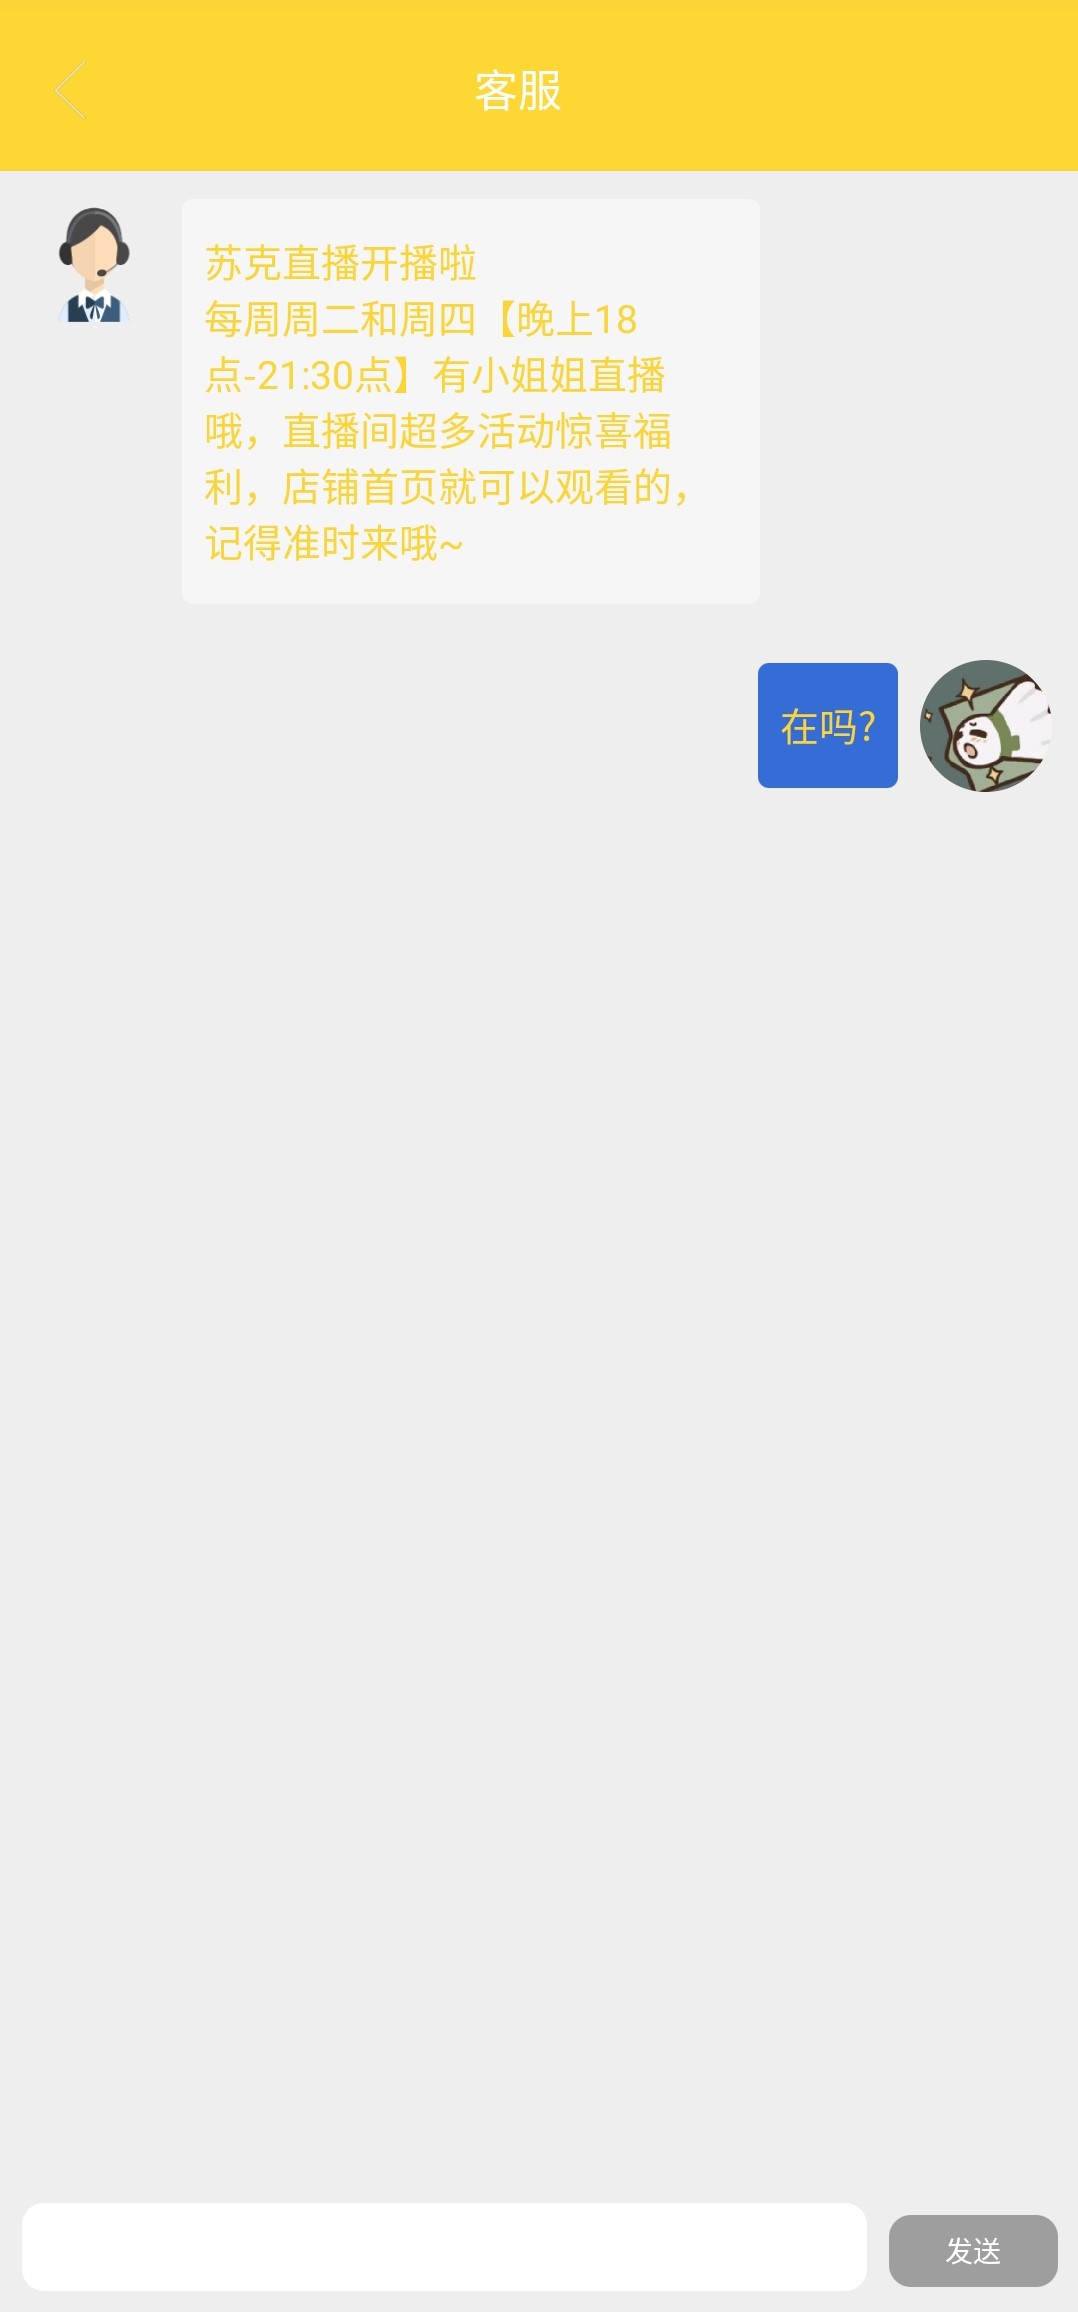 客服
苏克直播开播啦
每周周二和周四【晚上18
点-21:30点】有小姐姐直播
哦，直播间超多活动惊喜福
利，店铺首页就可以观看的，
记得准时来哦~
在吗?
发送